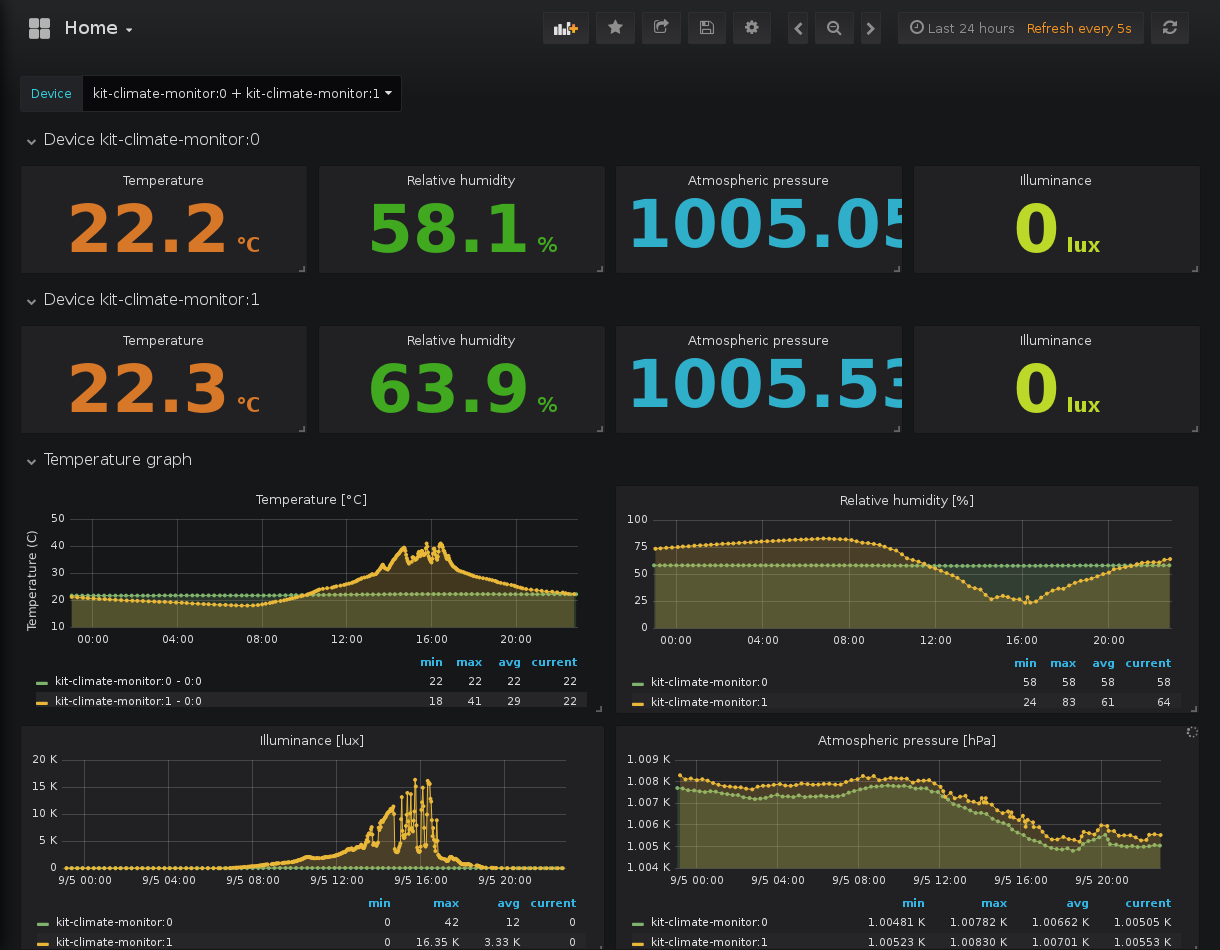 Home
Last 24 hours Refresh every 5s
Device kit-climate-monitor:0 + kit-climate-monitor:1
Device kit-climate-monitor:0
Temperature Relative humidity Atmospheric pressure Illuminance
22.2 °C 58.1 % 1005.05 0 lux
Device kit-climate-monitor:1
Temperature Relative humidity Atmospheric pressure Illuminance
22.3 °C 63.9 % 1005.53 0 lux
Temperature graph
Temperature [°C]
Temperature (C)
50
40
30
20
10
00:00 04:00 08:00 12:00 16:00 20:00
min max avg current
kit-climate-monitor:0 - 0:0 22 22 22 22
kit-climate-monitor:1 - 0:0 18 41 29 22
Relative humidity [%]
100
75
50
25
0
00:00 04:00 08:00 12:00 16:00 20:00
min max avg current
kit-climate-monitor:0 58 58 58 58
kit-climate-monitor:1 24 83 61 64
Illuminance [lux]
20 K
15 K
10 K
5 K
0
9/5 00:00 9/5 04:00 9/5 08:00 9/5 12:00 9/5 16:00 9/5 20:00
min max avg current
kit-climate-monitor:0 0 42 12 0
kit-climate-monitor:1 0 16.35 K 3.33 K 0
Atmospheric pressure [hPa]
1.009 K
1.008 K
1.007 K
1.006 K
1.005 K
1.004 K
9/5 00:00 9/5 04:00 9/5 08:00 9/5 12:00 9/5 16:00 9/5 20:00
min max avg current
kit-climate-monitor:0 1.00481 K 1.00782 K 1.00662 K 1.00505 K
kit-climate-monitor:1 1.00523 K 1.00830 K 1.00701 K 1.00553 K